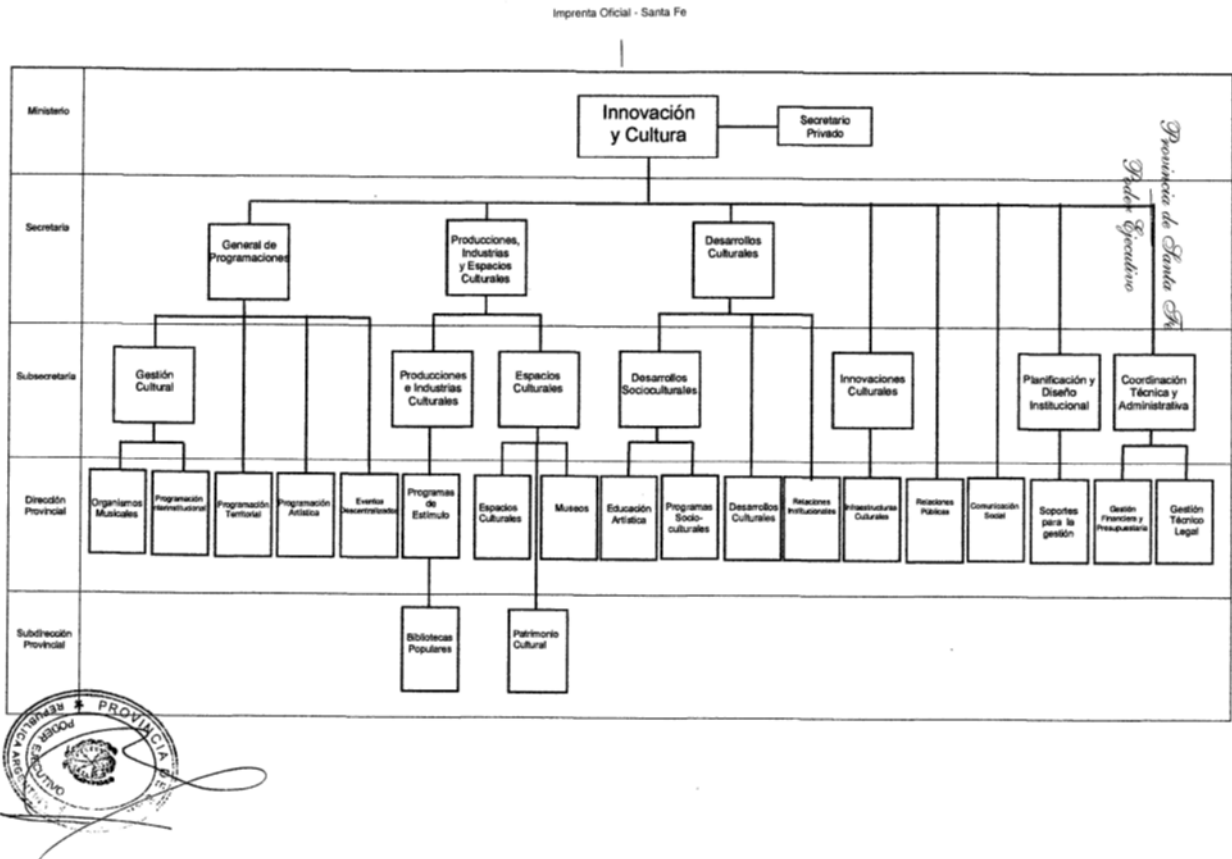 Imprenta Oficial - Santa Fe
Ministerio
Innovación
y Cultura
Secretario
Privado
Provincia de Santa Fe
Poder Ejecutivo
Secretaría
General de
Programaciones
Producciones,
Industrias
y Espacios
Culturales
Desarrollos
Culturales
Subsecretaría
Gestión
Cultural
Producciones
e Industrias
Culturales
Espacios
Culturales
Desarrollos
Socioculturales
Innovaciones
Culturales
Planificación y
Diseño
Institucional
Coordinación
Técnica y
Administrativa
Dirección
Provincial
Organismos
Musicales
Programación
Interinstitucional
Programación
Territorial
Programación
Artística
Eventos
Descentralizados
Programas
de
Estímulo
Espacios
Culturales
Museos
Educación
Artística
Programas
Socio-
culturales
Desarrollos
Culturales
Relaciones
Institucionales
Infraestructuras
Culturales
Relaciones
Públicas
Comunicación
Social
Soportes
para la
gestión
Gestión
Financiera y
Presupuestaria
Gestión
Técnico
Legal
Subdirección
Provincial
Bibliotecas
Populares
Patrimonio
Cultural
PROVINCIA
REPUBLICA
PODER EJECUTIVO